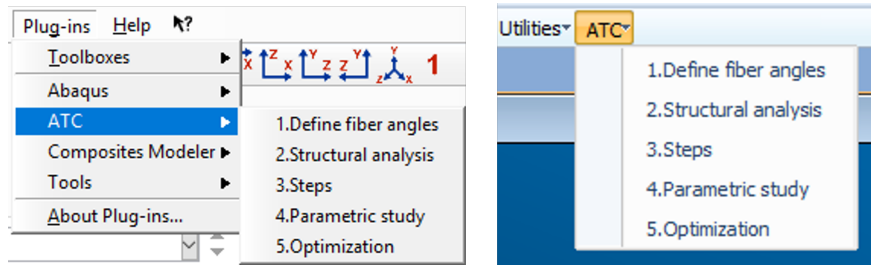 Plug-ins Help ?
Toolboxes
Abaqus
ATC
Composites Modeler
Tools
About Plug-ins...
X Z X Y Z Z Y Y Z X 1
1.Define fiber angles
2.Structural analysis
3.Steps
4.Parametric study
5.Optimization
Utilities ATC
1.Define fiber angles
2.Structural analysis
3.Steps
4.Parametric study
5.Optimization